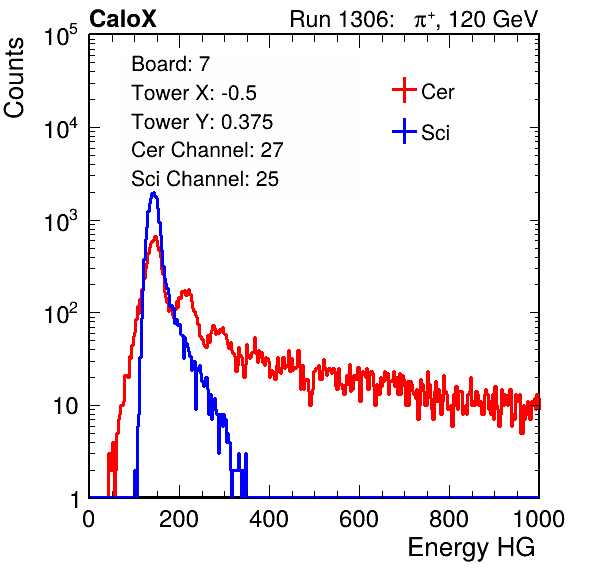 CaloX Run 1306: π⁺, 120 GeV
Board: 7
Tower X: -0.5
Tower Y: 0.375
Cer Channel: 27
Sci Channel: 25
Cer
Sci
Counts
10⁵
10⁴
10³
10²
10
1
0 200 400 600 800 1000
Energy HG